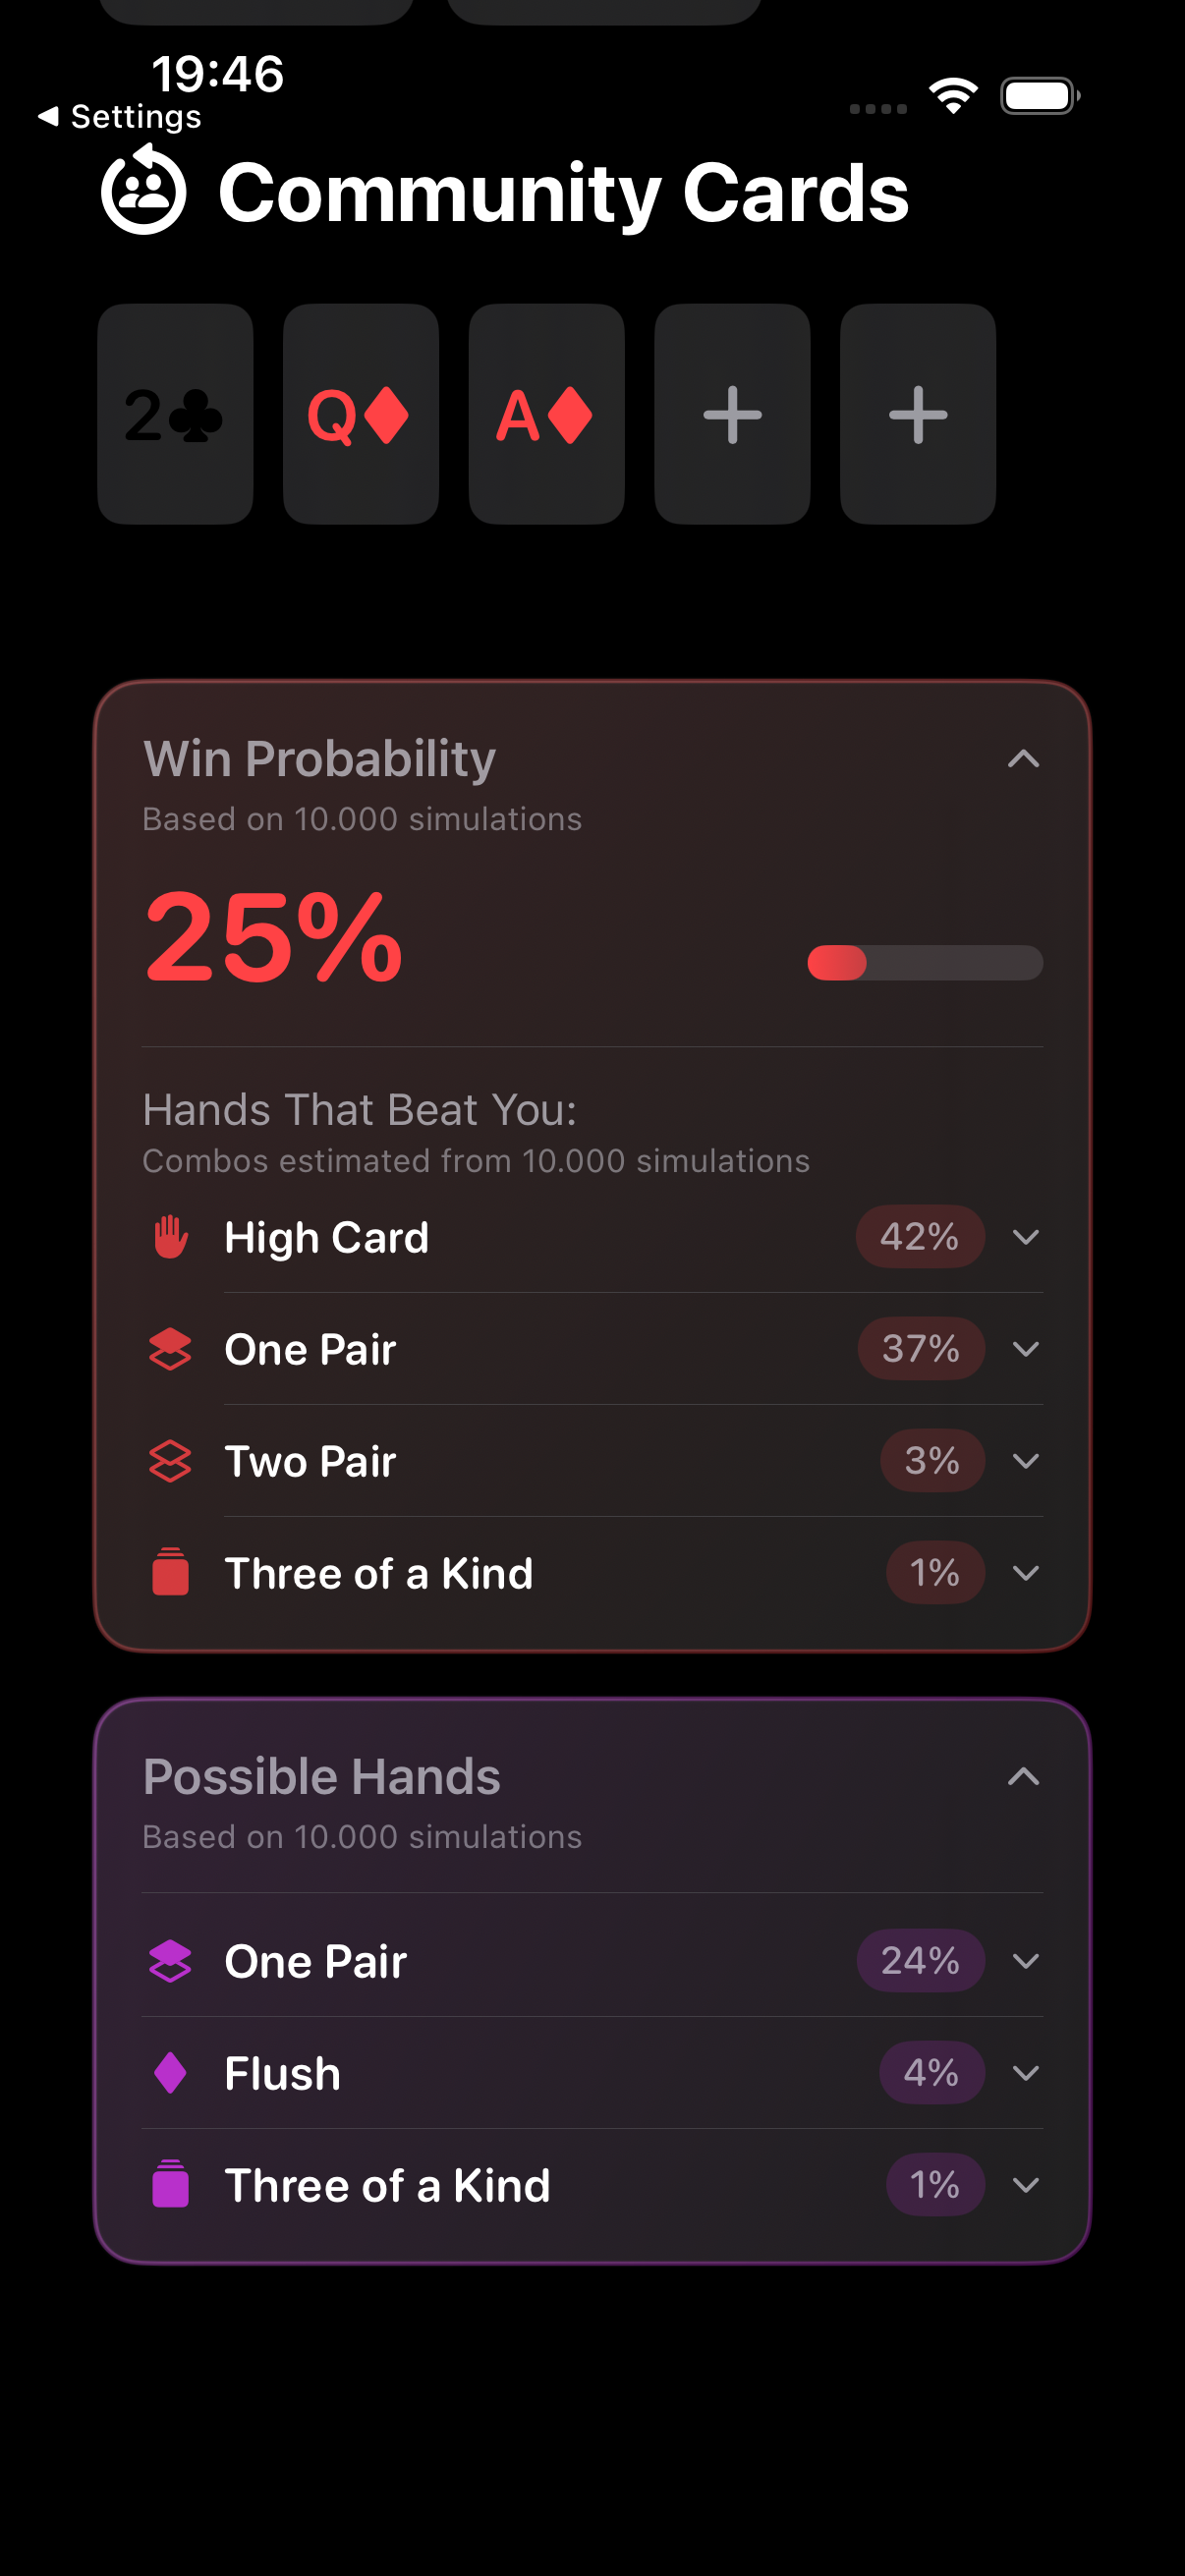 19:46
Settings
Community Cards
2♣ Q♦ A♦ + +
Win Probability
Based on 10.000 simulations
25%
Hands That Beat You:
Combos estimated from 10.000 simulations
High Card 42%
One Pair 37%
Two Pair 3%
Three of a Kind 1%
Possible Hands
Based on 10.000 simulations
One Pair 24%
Flush 4%
Three of a Kind 1%